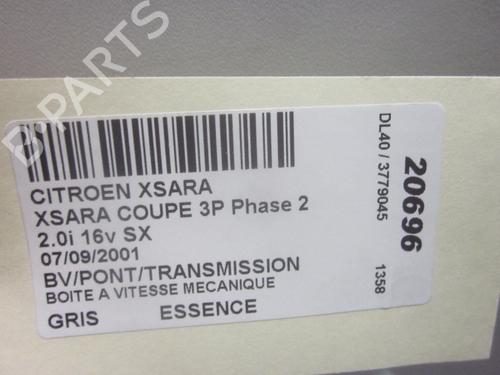 B-PARTS
CITROEN XSARA
XSARA COUPE 3P Phase 2
2.0i 16v SX
07/09/2001
BV/PONT/TRANSMISSION
BOITE A VITESSE MECANIQUE
GRIS ESSENCE
DL40 / 3779045
1358
20696